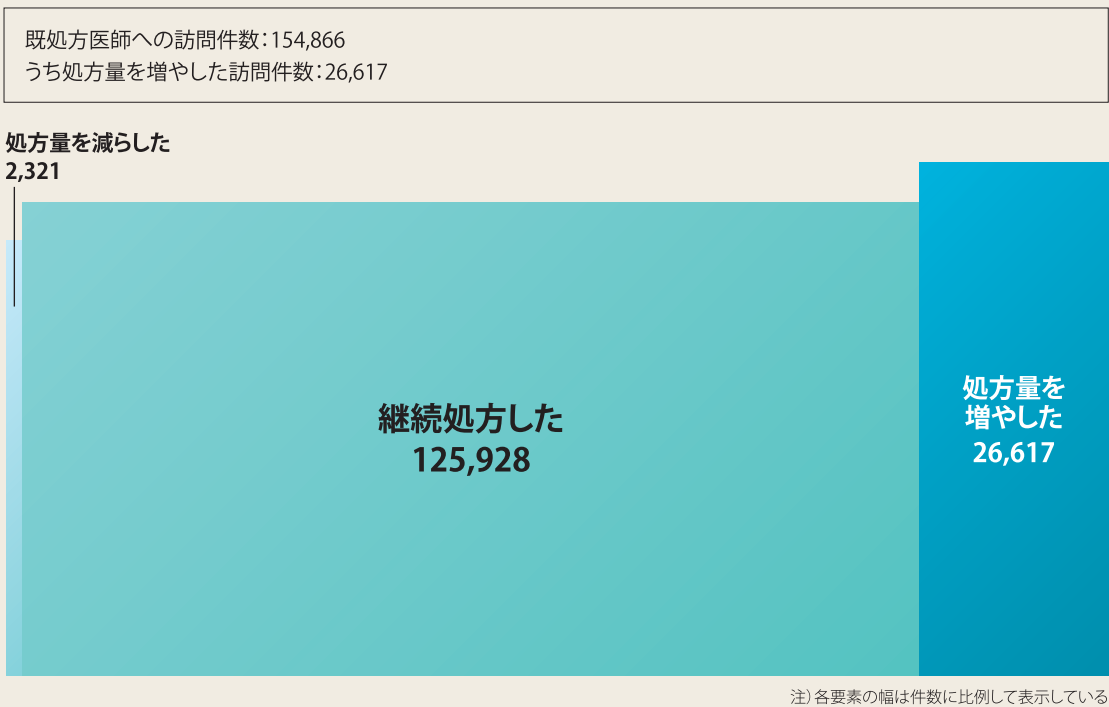 既処方医師への訪問件数：154,866
うち処方量を増やした訪問件数：26,617
処方量を減らした
2,321
継続処方した
125,928
処方量を
増やした
26,617
注）各要素の幅は件数に比例して表示している